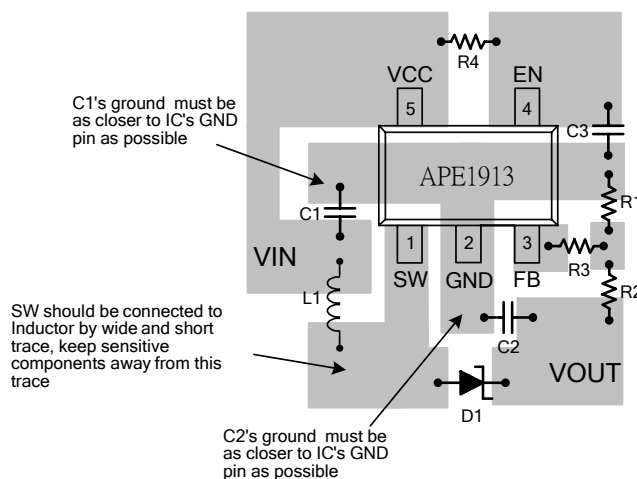 R4
VCC
EN
C1's ground must be
as closer to IC's GND
pin as possible
5
4
C3
APE1913
R1
C1
1
2
3
VIN
SW
GND
FB
R3
R2
L1
SW should be connected to
Inductor by wide and short
trace, keep sensitive
components away from this
trace
C2
VOUT
D1
C2's ground must be
as closer to IC's GND
pin as possible